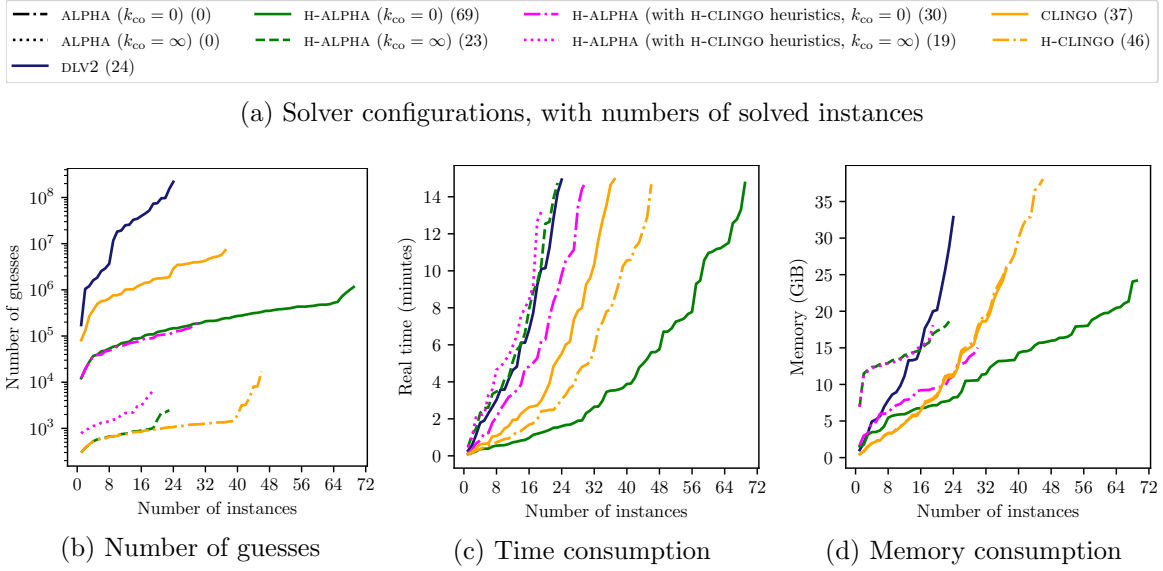 ALPHA (k_co = 0) (0) H-ALPHA (k_co = 0) (69) H-ALPHA (with H-CLINGO heuristics, k_co = 0) (30) CLINGO (37)
ALPHA (k_co = ∞) (0) H-ALPHA (k_co = ∞) (23) H-ALPHA (with H-CLINGO heuristics, k_co = ∞) (19) H-CLINGO (46)
DLV2 (24)
(a) Solver configurations, with numbers of solved instances
Number of guesses
10^8
10^7
10^6
10^5
10^4
10^3
0 8 16 24 32 40 48 56 64 72
Number of instances
(b) Number of guesses
Real time (minutes)
14
12
10
8
6
4
2
0
0 8 16 24 32 40 48 56 64 72
Number of instances
(c) Time consumption
Memory (GiB)
35
30
25
20
15
10
5
0
0 8 16 24 32 40 48 56 64 72
Number of instances
(d) Memory consumption